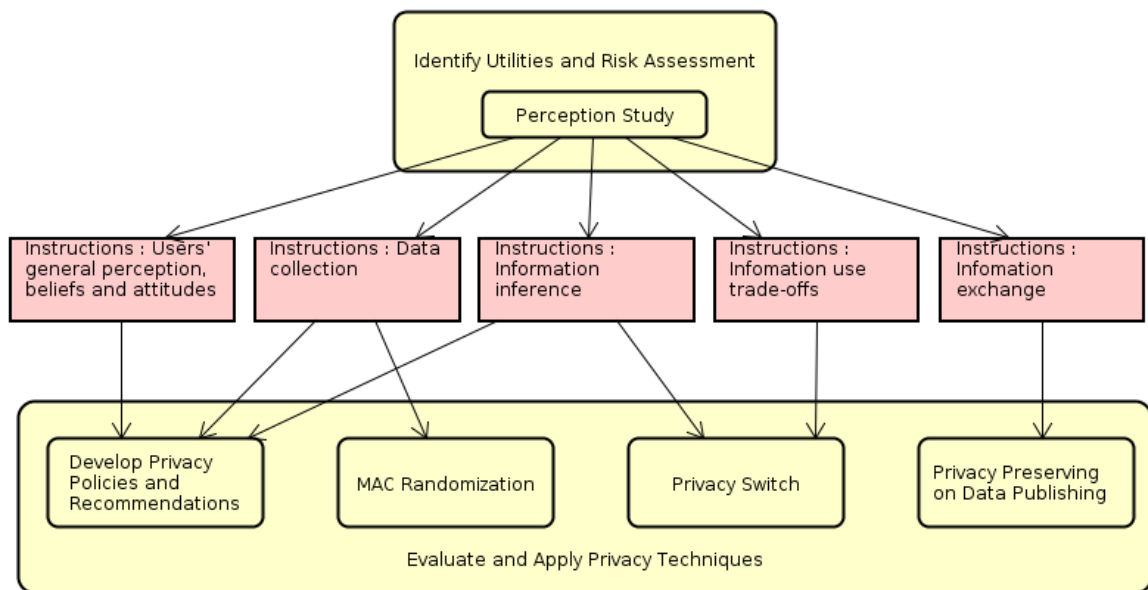 Identify Utilities and Risk Assessment
Perception Study
Instructions : Users'
general perception,
beliefs and attitudes
Instructions : Data
collection
Instructions :
Information
inference
Instructions :
Infomation use
trade-offs
Instructions :
Infomation
exchange
Develop Privacy
Policies and
Recommendations
MAC Randomization
Privacy Switch
Privacy Preserving
on Data Publishing
Evaluate and Apply Privacy Techniques